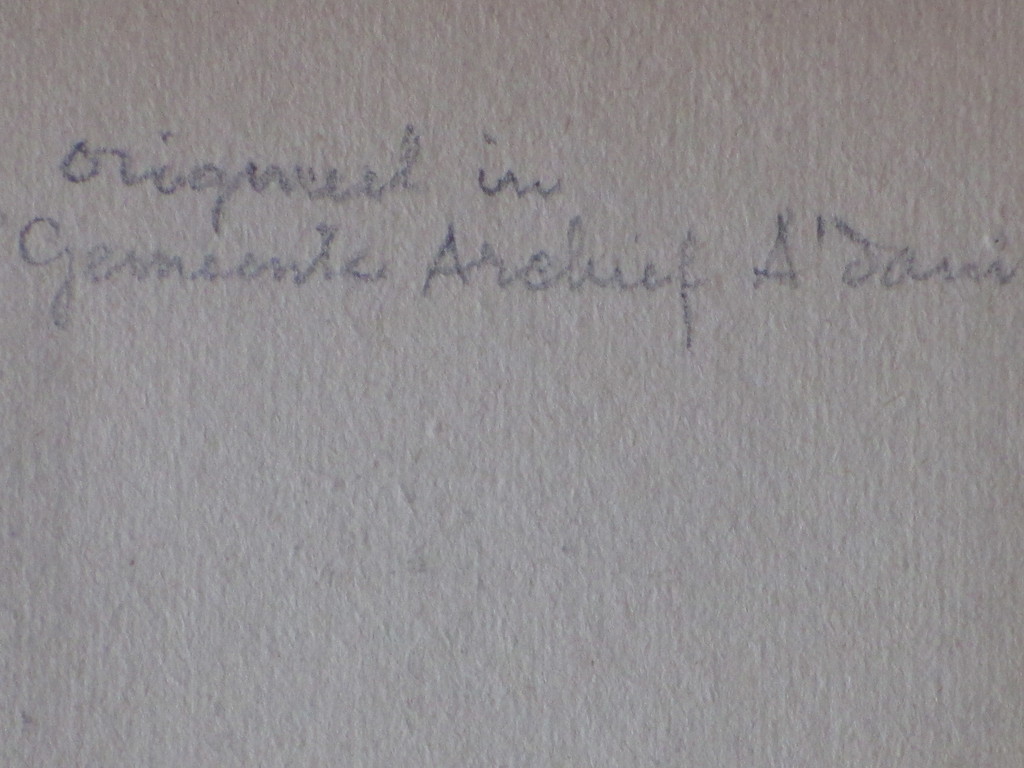 origineel in
Gemeente Archief A'dam